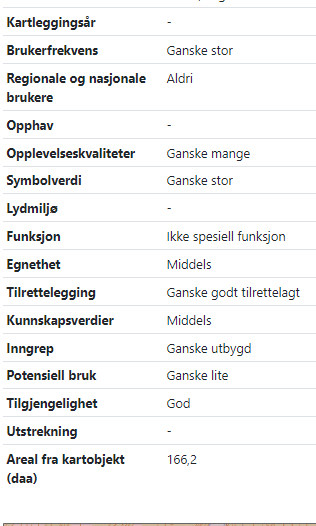 Kartleggingsår -
Brukerfrekvens Ganske stor
Regionale og nasjonale Aldri
brukere
Opphav -
Opplevelseskvaliteter Ganske mange
Symbolverdi Ganske stor
Lydmiljø -
Funksjon Ikke spesiell funksjon
Egnethet Middels
Tilrettelegging Ganske godt tilrettelagt
Kunnskapsverdier Middels
Inngrep Ganske utbygd
Potensiell bruk Ganske lite
Tilgjengelighet God
Utstrekning -
Areal fra kartobjekt 166,2
(daa)